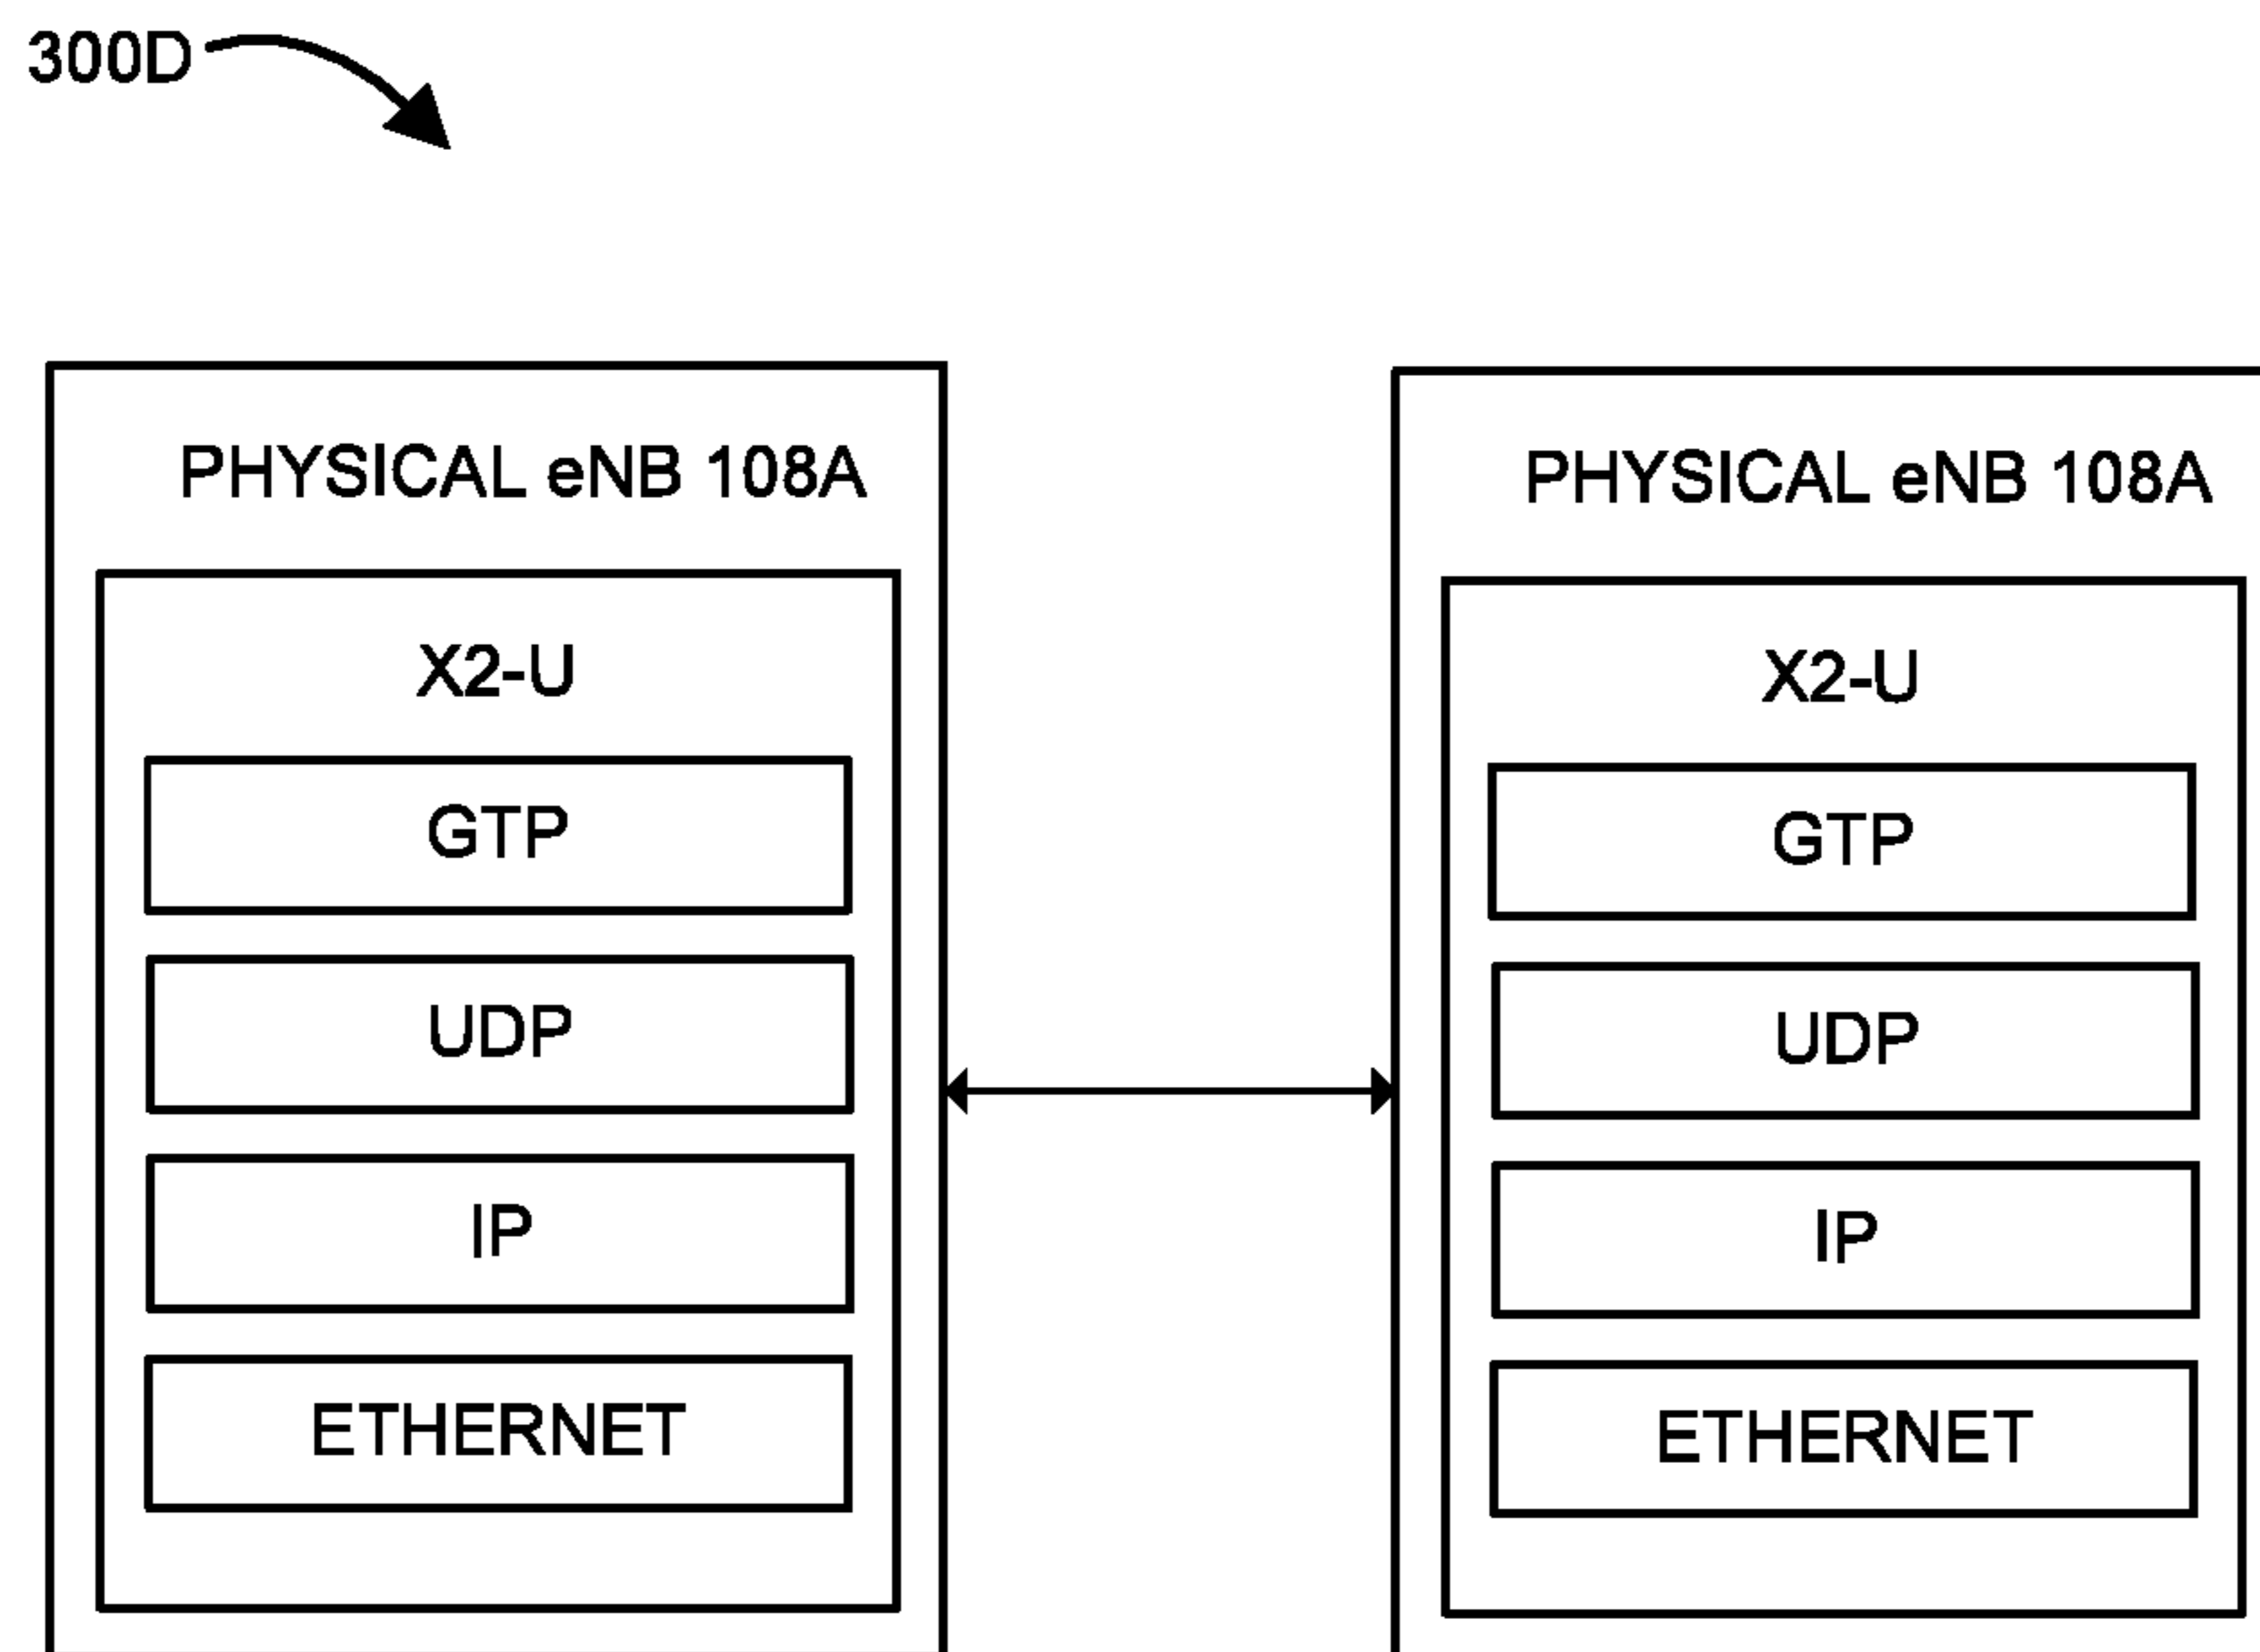 300D
PHYSICAL eNB 108A
X2-U
GTP
UDP
IP
ETHERNET
PHYSICAL eNB 108A
X2-U
GTP
UDP
IP
ETHERNET